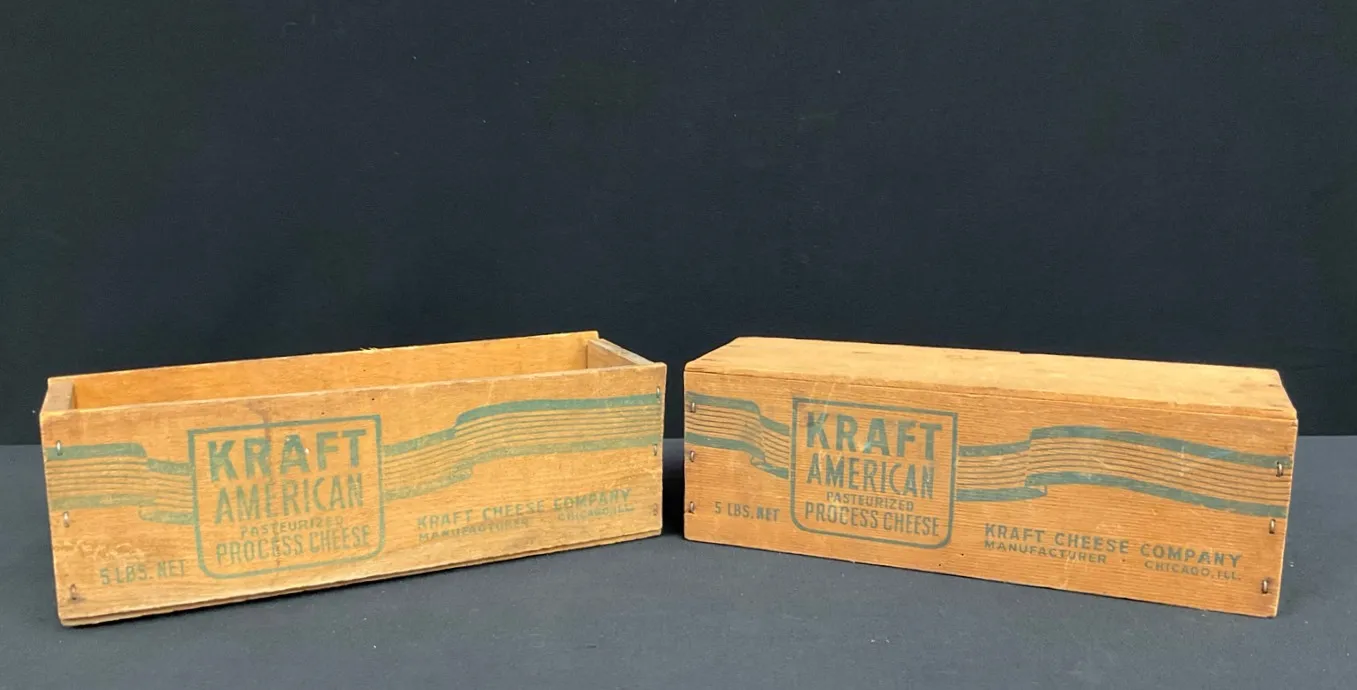 KRAFT
AMERICAN
PASTEURIZED
PROCESS CHEESE
5 LBS. NET
KRAFT CHEESE COMPANY
MANUFACTURER CHICAGO, ILL.
KRAFT
AMERICAN
PASTEURIZED
PROCESS CHEESE
5 LBS. NET
KRAFT CHEESE COMPANY
MANUFACTURER CHICAGO, ILL.